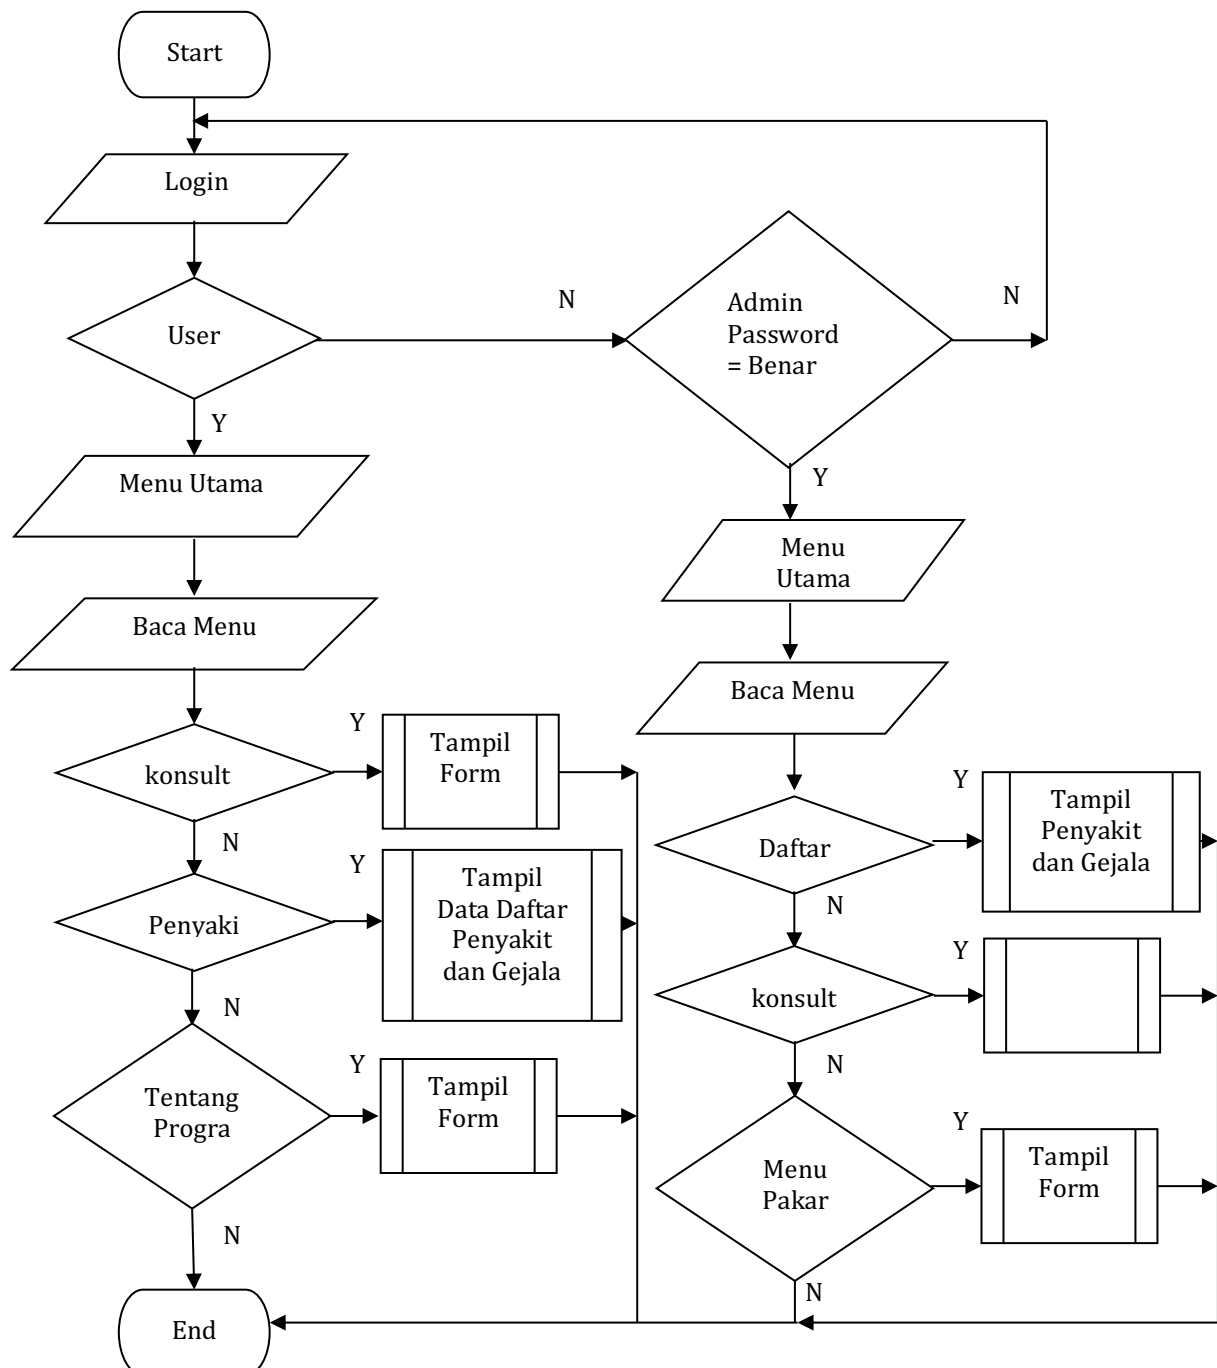 Start
Login
User
N
Admin
Password
= Benar
N
Y
Menu Utama
Y
Menu
Utama
Baca Menu
Baca Menu
konsult
Y
Tampil
Form
N
Penyaki
Y
Tampil
Data Daftar
Penyakit
dan Gejala
N
Tentang
Progra
Y
Tampil
Form
N
Daftar
Y
Tampil
Penyakit
dan Gejala
N
konsult
Y
N
Menu
Pakar
Y
Tampil
Form
N
End